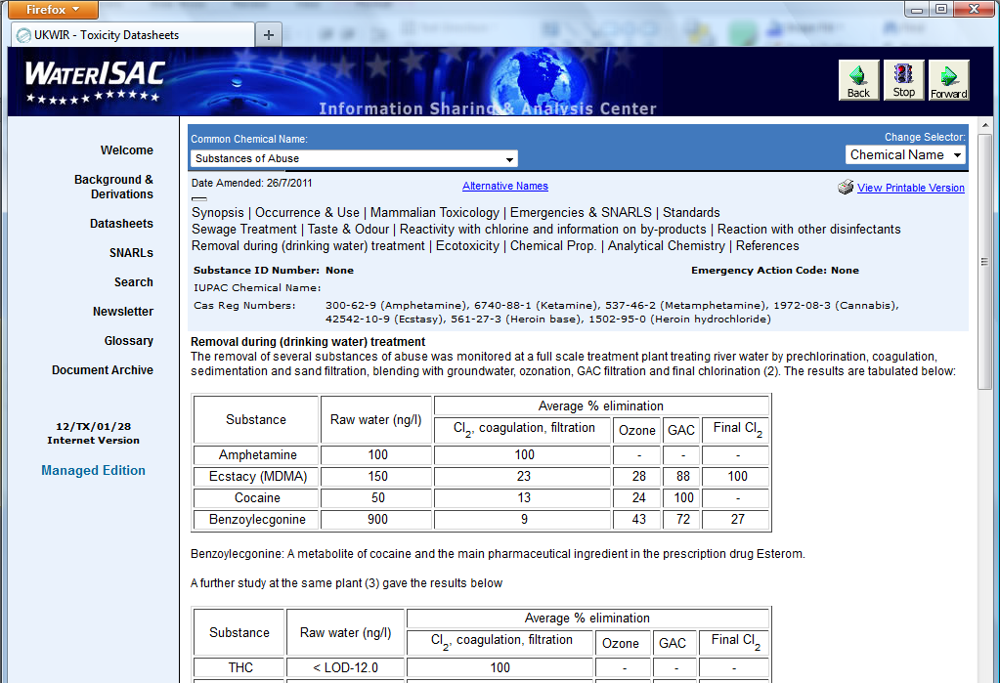 Firefox
UKWIR - Toxicity Datasheets
WATERISAC
Information Sharing & Analysis Center
Back
Stop
Forward
Welcome
Background &
Derivations
Datasheets
SNARLs
Search
Newsletter
Glossary
Document Archive
12/TX/01/28
Internet Version
Managed Edition
Common Chemical Name:
Change Selector:
Substances of Abuse
Chemical Name
Date Amended: 26/7/2011
Alternative Names
View Printable Version
Synopsis | Occurrence & Use | Mammalian Toxicology | Emergencies & SNARLS | Standards
Sewage Treatment | Taste & Odour | Reactivity with chlorine and information on by-products | Reaction with other disinfectants
Removal during (drinking water) treatment | Ecotoxicity | Chemical Prop. | Analytical Chemistry | References
Substance ID Number: None
Emergency Action Code: None
IUPAC Chemical Name:
Cas Reg Numbers: 300-62-9 (Amphetamine), 6740-88-1 (Ketamine), 537-46-2 (Metamphetamine), 1972-08-3 (Cannabis),
42542-10-9 (Ecstasy), 561-27-3 (Heroin base), 1502-95-0 (Heroin hydrochloride)
Removal during (drinking water) treatment
The removal of several substances of abuse was monitored at a full scale treatment plant treating river water by prechlorination, coagulation,
sedimentation and sand filtration, blending with groundwater, ozonation, GAC filtration and final chlorination (2). The results are tabulated below:
Substance Raw water (ng/l) Average % elimination
Cl2, coagulation, filtration Ozone GAC Final Cl2
Amphetamine 100 100 - - -
Ecstacy (MDMA) 150 23 28 88 100
Cocaine 50 13 24 100 -
Benzoylecgonine 900 9 43 72 27
Benzoylecgonine: A metabolite of cocaine and the main pharmaceutical ingredient in the prescription drug Esterom.
A further study at the same plant (3) gave the results below
Substance Raw water (ng/l) Average % elimination
Cl2, coagulation, filtration Ozone GAC Final Cl2
THC < LOD-12.0 100 - - -